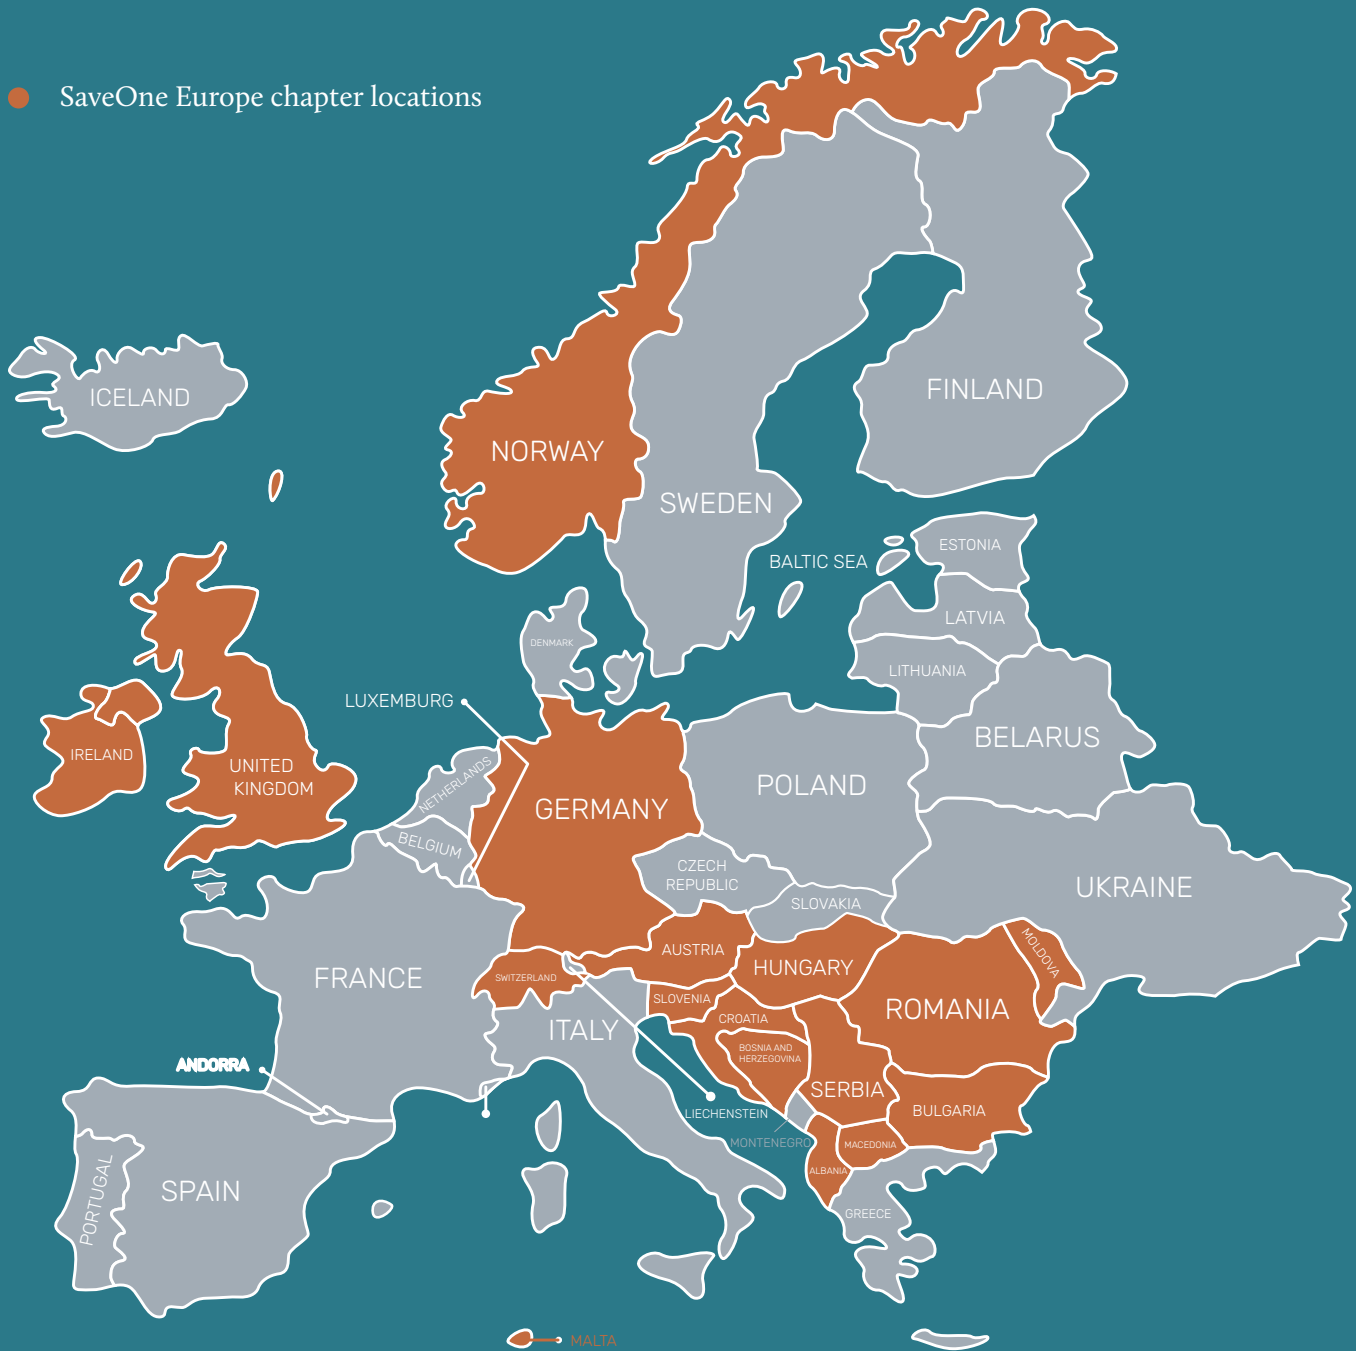 SaveOne Europe chapter locations
ICELAND
NORWAY
FINLAND
SWEDEN
ESTONIA
BALTIC SEA
LATVIA
DENMARK
LITHUANIA
LUXEMBURG
BELARUS
IRELAND
UNITED
KINGDOM
NETHERLANDS
POLAND
GERMANY
BELGIUM
CZECH
REPUBLIC
UKRAINE
SLOVAKIA
AUSTRIA
MOLDOVA
HUNGARY
FRANCE
SWITZERLAND
SLOVENIA
ROMANIA
CROATIA
ITALY
BOSNIA AND
HERZEGOVINA
ANDORRA
SERBIA
BULGARIA
LIECHENSTEIN
MONTENEGRO
MACEDONIA
ALBANIA
SPAIN
PORTUGAL
GREECE
MALTA